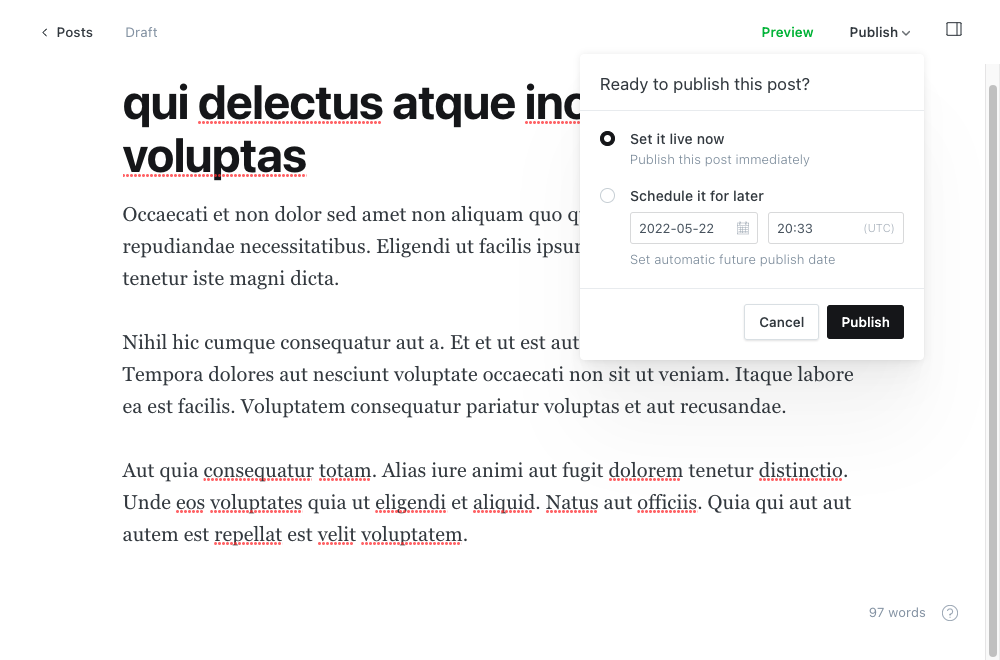 Posts
Draft
Preview
Publish
qui delectus atque
voluptas
Ready to publish this post?
Set it live now
Publish this post immediately
Schedule it for later
2022-05-22
20:33
(UTC)
Set automatic future publish date
Cancel
Publish
Occaecati et non dolor sed amet non aliquam quo
repudiandae necessitatibus. Eligendi ut facilis
tenetur iste magni dicta.
Nihil hic cumque consequatur aut a. Et et ut est aut
Tempora dolores aut nesciunt voluptate occaecati non sit ut veniam. Itaque labore
ea est facilis. Voluptatem consequatur pariatur voluptas et aut recusandae.
Aut quia consequatur totam. Alias iure animi aut fugit dolorem tenetur distinctio.
Unde eos voluptates quia ut eligendi et aliquid. Natus aut officiis. Quia qui aut aut
autem est repellat est velit voluptatem.
97 words